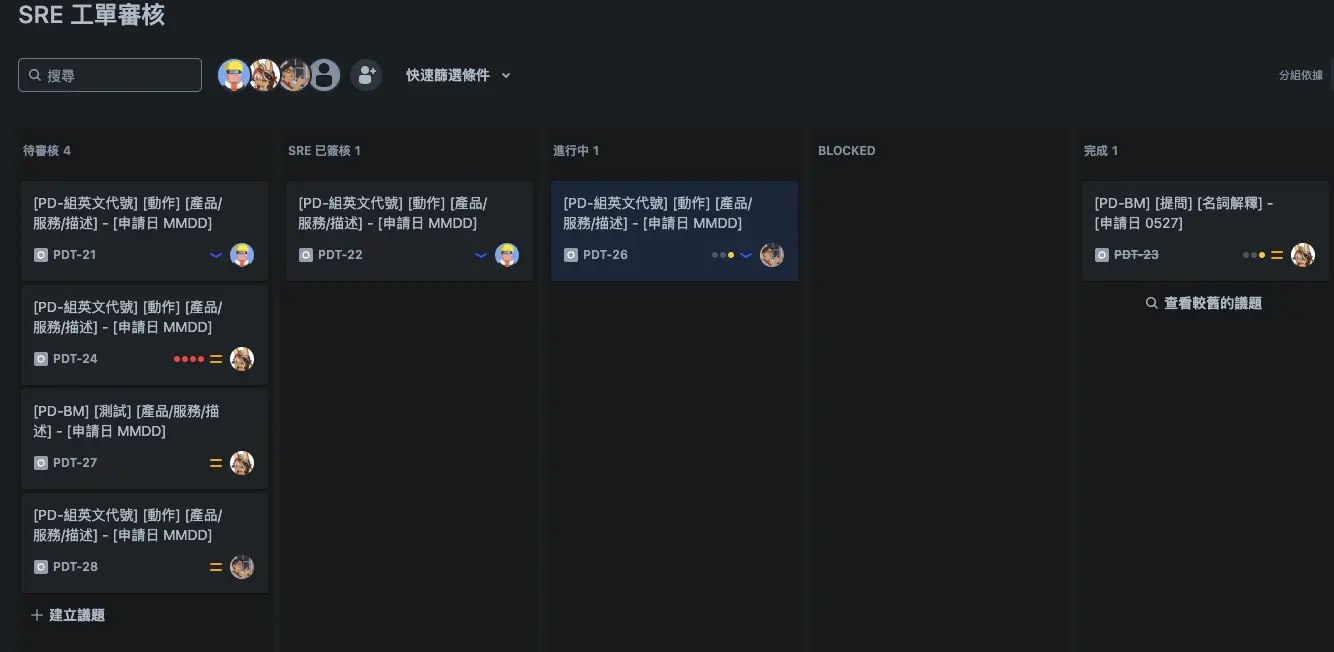 SRE 工單審核
搜尋
快速篩選條件
分組依據
待審核 4
[PD-組英文代號] [動作] [產品/
服務/描述] - [申請日 MMDD]
PDT-21
[PD-組英文代號] [動作] [產品/
服務/描述] - [申請日 MMDD]
PDT-24
[PD-BM] [測試] [產品/服務/描
述] - [申請日 MMDD]
PDT-27
[PD-組英文代號] [動作] [產品/
服務/描述] - [申請日 MMDD]
PDT-28
建立議題
SRE 已簽核 1
[PD-組英文代號] [動作] [產品/
服務/描述] - [申請日 MMDD]
PDT-22
進行中 1
[PD-組英文代號] [動作] [產品/
服務/描述] - [申請日 MMDD]
PDT-26
BLOCKED
完成 1
[PD-BM] [提問] [名詞解釋] -
[申請日 0527]
PDT-23
查看較舊的議題